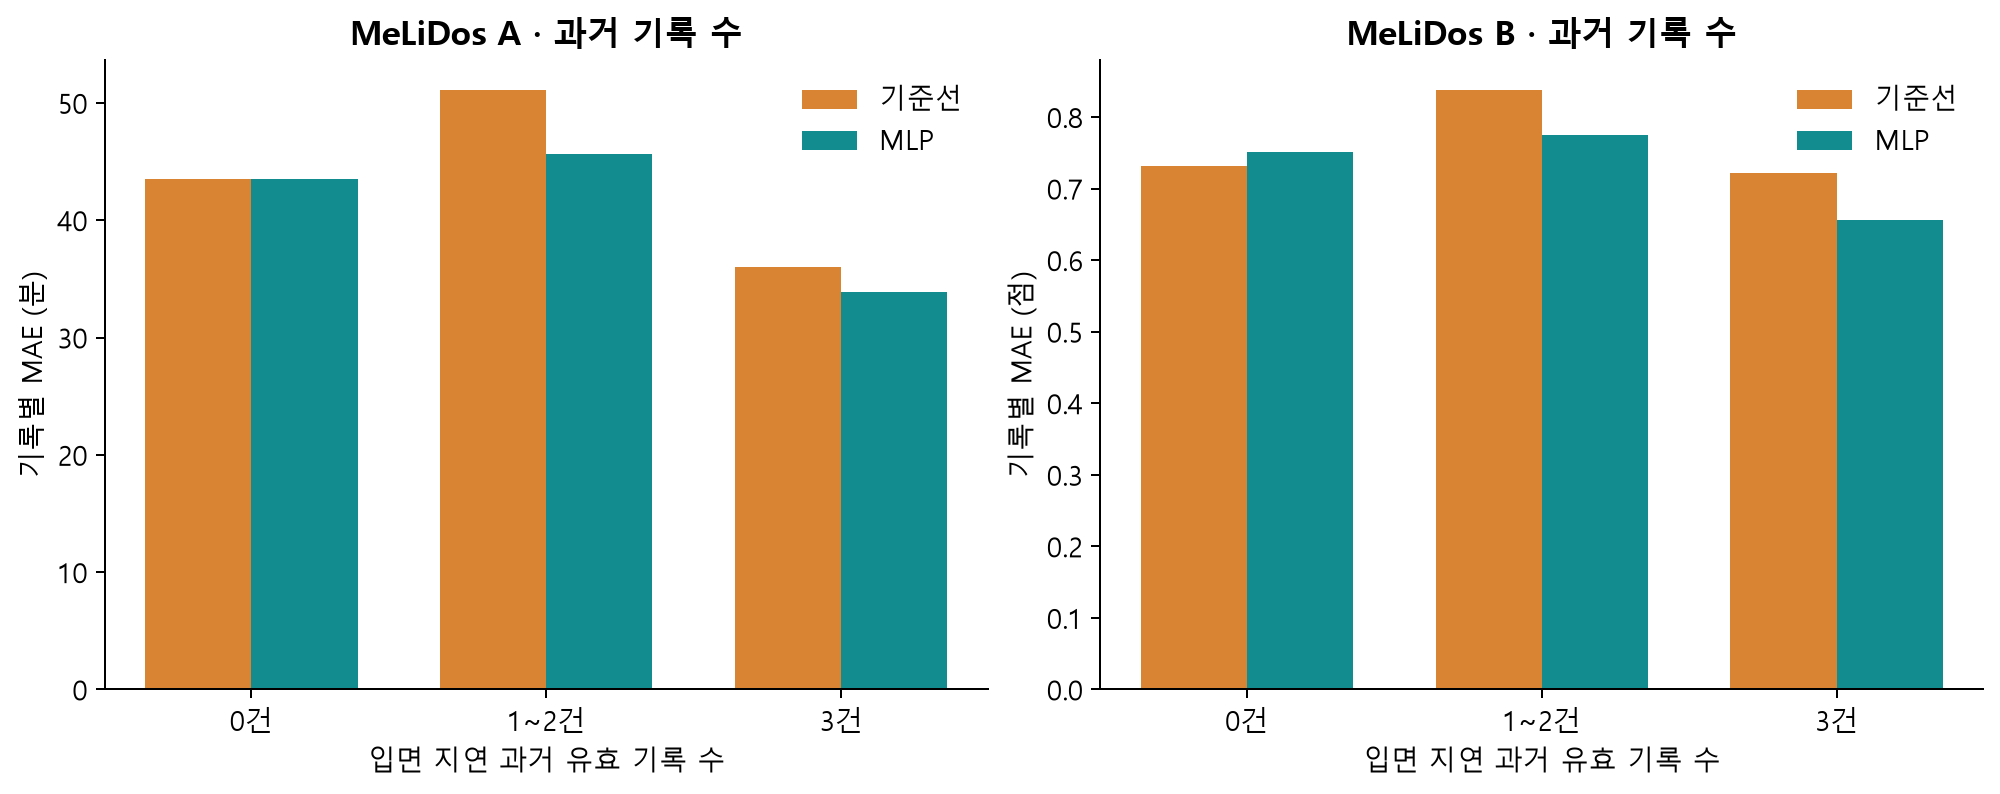 MeLiDos A · 과거 기록 수
기준선
MLP
기록별 MAE (분)
50
40
30
20
10
0
0건
1~2건
3건
입면 지연 과거 유효 기록 수
MeLiDos B · 과거 기록 수
기준선
MLP
기록별 MAE (점)
0.8
0.7
0.6
0.5
0.4
0.3
0.2
0.1
0.0
0건
1~2건
3건
입면 지연 과거 유효 기록 수